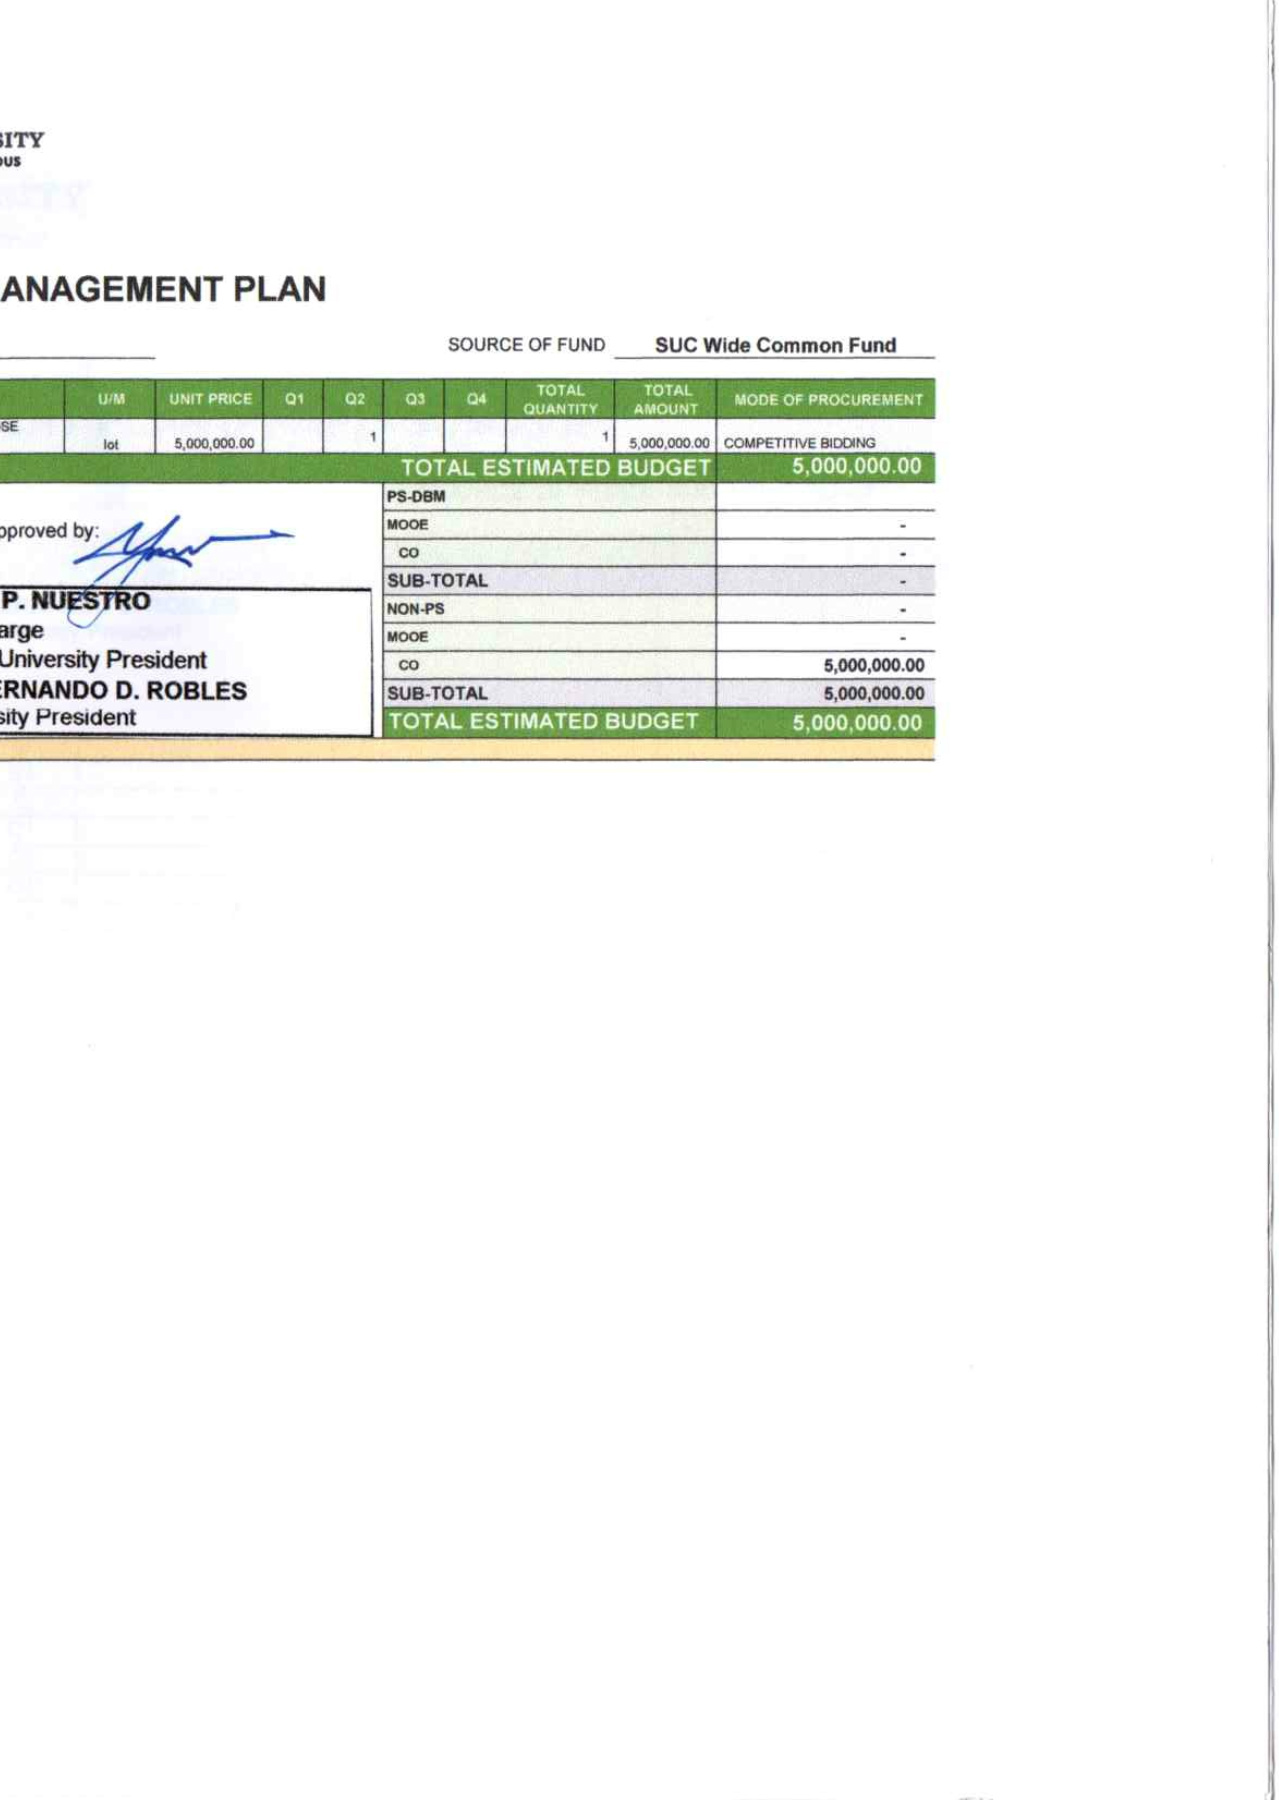 SITY
ous
ANAGEMENT PLAN
SOURCE OF FUND SUC Wide Common Fund
U/M UNIT PRICE Q1 Q2 Q3 Q4 TOTAL QUANTITY TOTAL AMOUNT MODE OF PROCUREMENT
SE
lot 5,000,000.00 1 1 5,000,000.00 COMPETITIVE BIDDING
TOTAL ESTIMATED BUDGET 5,000,000.00
pproved by:
P. NUESTRO
arge
University President
ERNANDO D. ROBLES
sity President
PS-DBM
MOOE -
CO -
SUB-TOTAL -
NON-PS -
MOOE -
CO 5,000,000.00
SUB-TOTAL 5,000,000.00
TOTAL ESTIMATED BUDGET 5,000,000.00